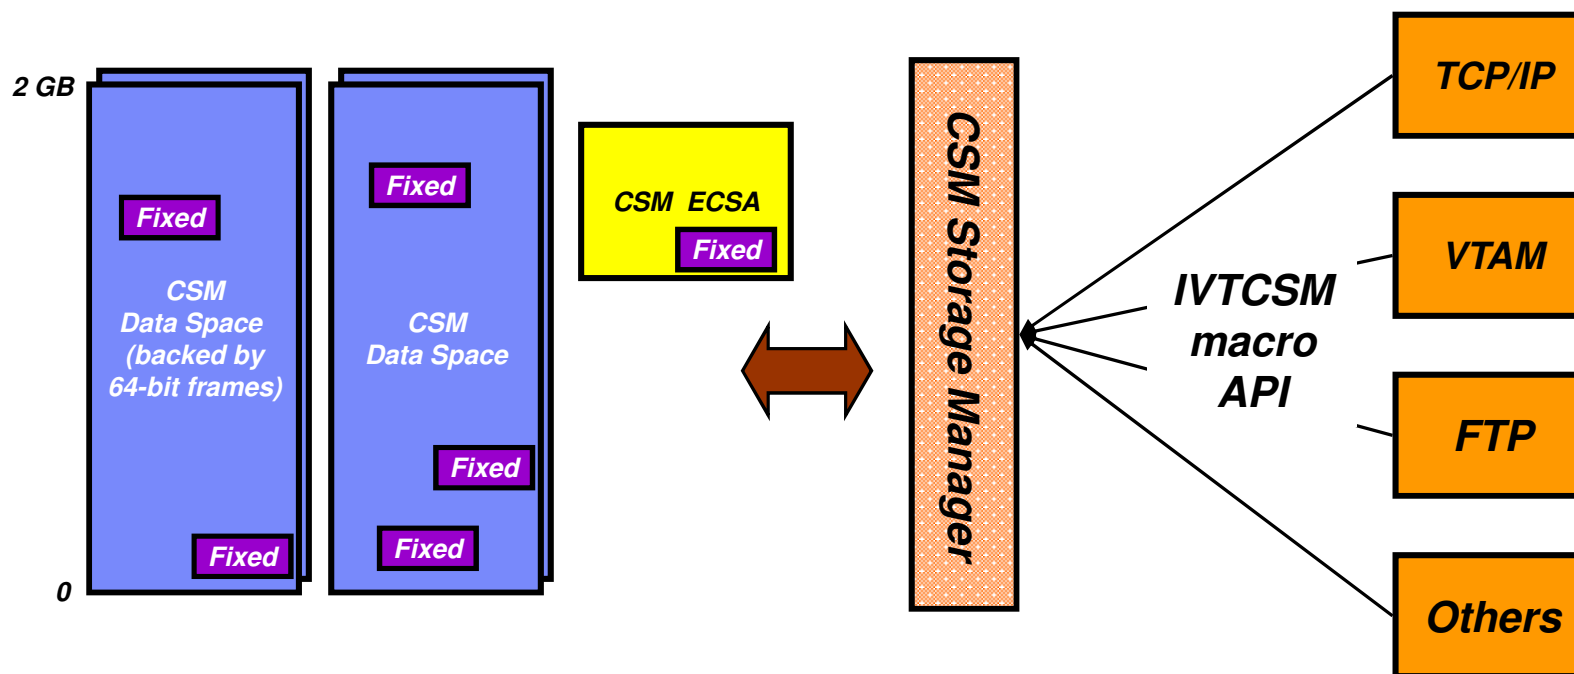 2 GB
0
Fixed
CSM
Data Space
(backed by
64-bit frames)
Fixed
Fixed
CSM
Data Space
Fixed
Fixed
CSM ECSA
Fixed
CSM Storage Manager
IVTCSM
macro
API
TCP/IP
VTAM
FTP
Others